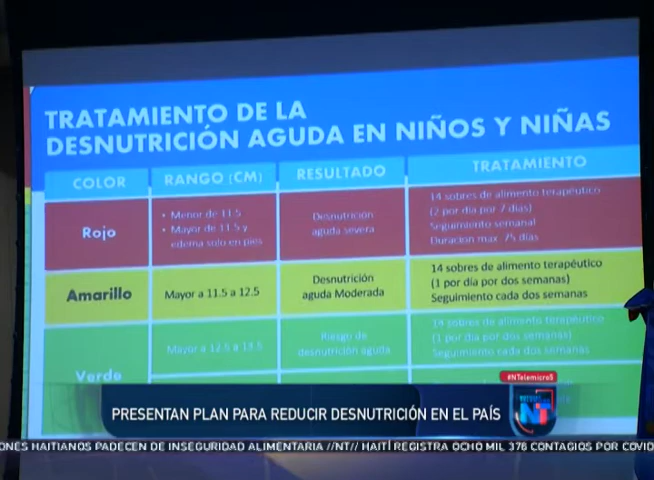 TRATAMIENTO DE LA
DESNUTRICIÓN AGUDA EN NIÑOS Y NIÑAS
COLOR RANGO (CM) RESULTADO TRATAMIENTO
Rojo
• Menor de 11.5
• Mayor de 11.5 y
edema solo en pies
Desnutrición
aguda severa
14 sobres de alimento terapéutico
(2 por día por 7 días)
Seguimiento semanal
Duracion max. 75 días
Amarillo
Mayor a 11.5 a 12.5
Desnutrición
aguda Moderada
14 sobres de alimento terapéutico
(1 por día por dos semanas)
Seguimiento cada dos semanas
Verde
Mayor a 12.5 a 13.5
Riesgo de
desnutrición aguda
14 sobres de alimento terapéutico
(1 por día por dos semanas)
Seguimiento cada dos semanas
#NTelemicro5
PRESENTAN PLAN PARA REDUCIR DESNUTRICIÓN EN EL PAÍS
NT
ONES HAITIANOS PADECEN DE INSEGURIDAD ALIMENTARIA //NT// HAITÍ REGISTRA OCHO MIL 378 CONTAGIOS POR COVID